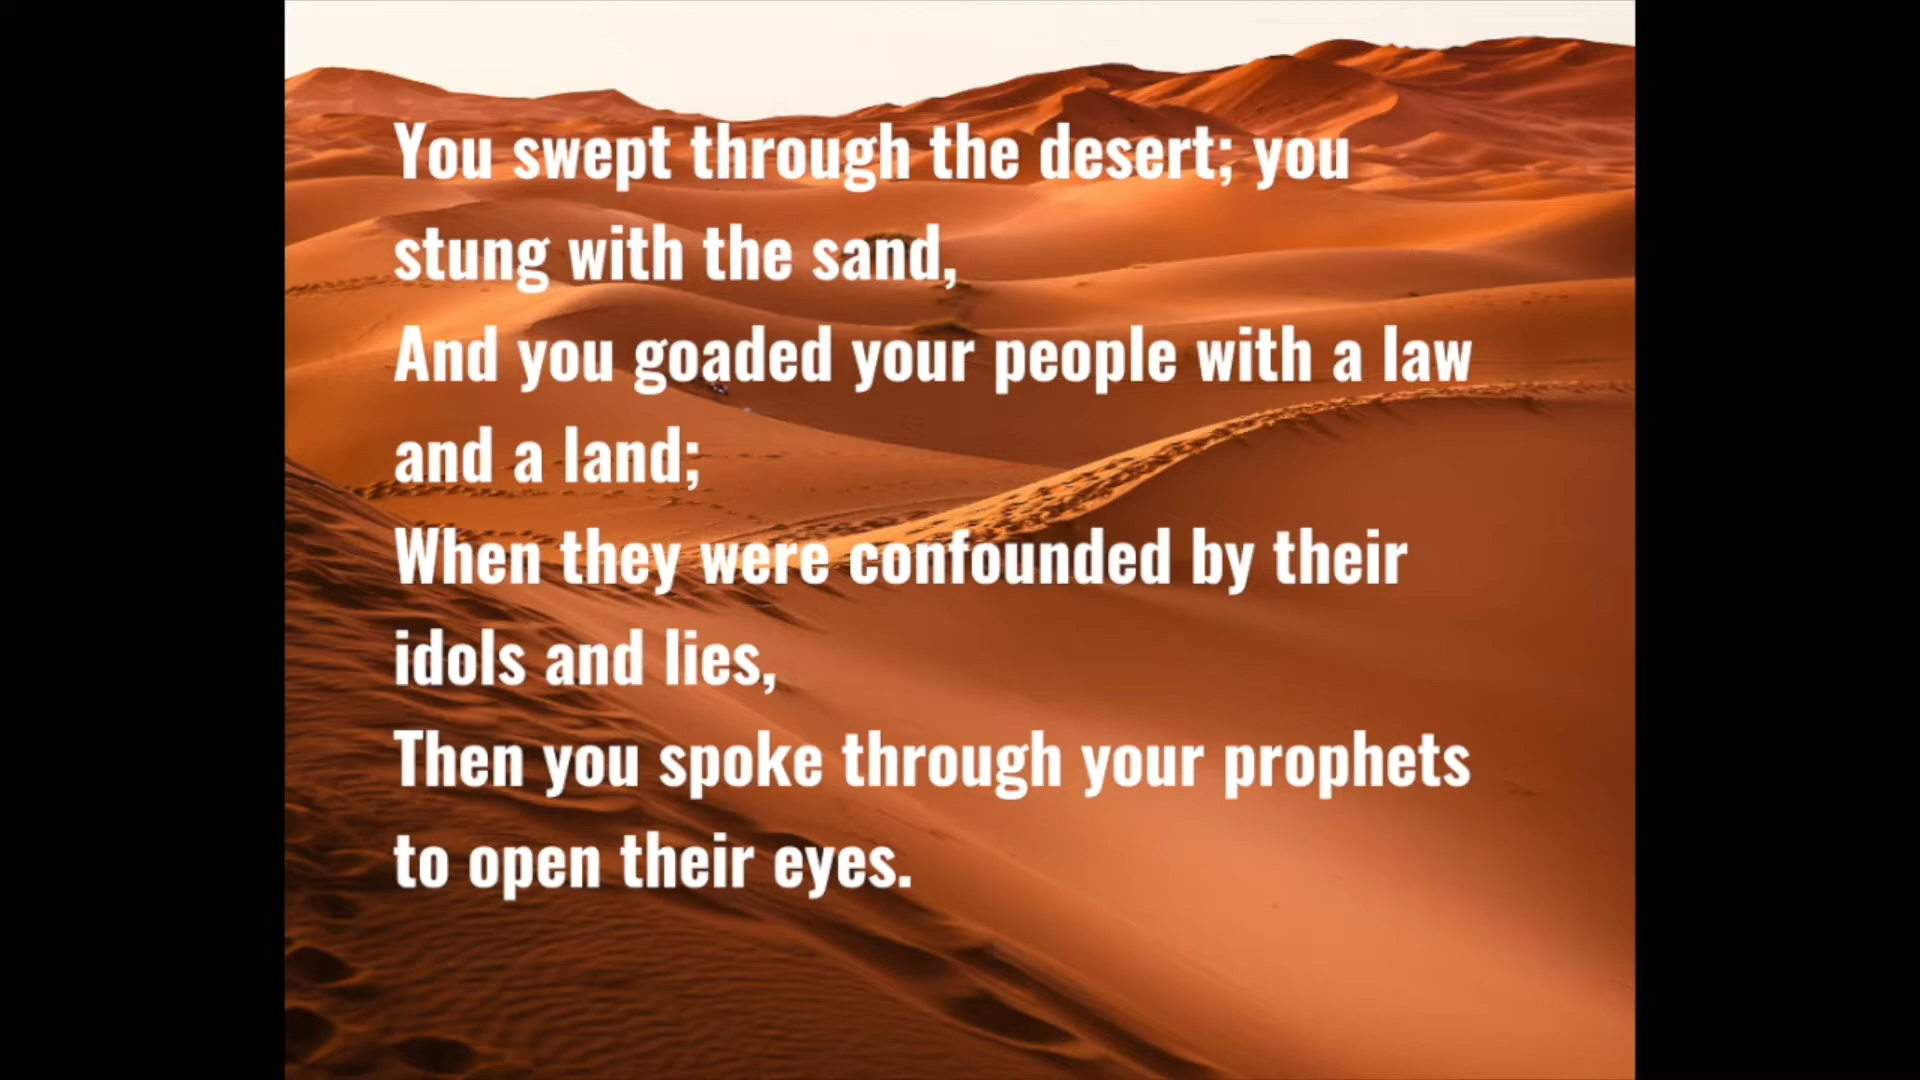 You swept through the desert; you
stung with the sand,
And you goaded your people with a law
and a land;
When they were confounded by their
idols and lies,
Then you spoke through your prophets
to open their eyes.